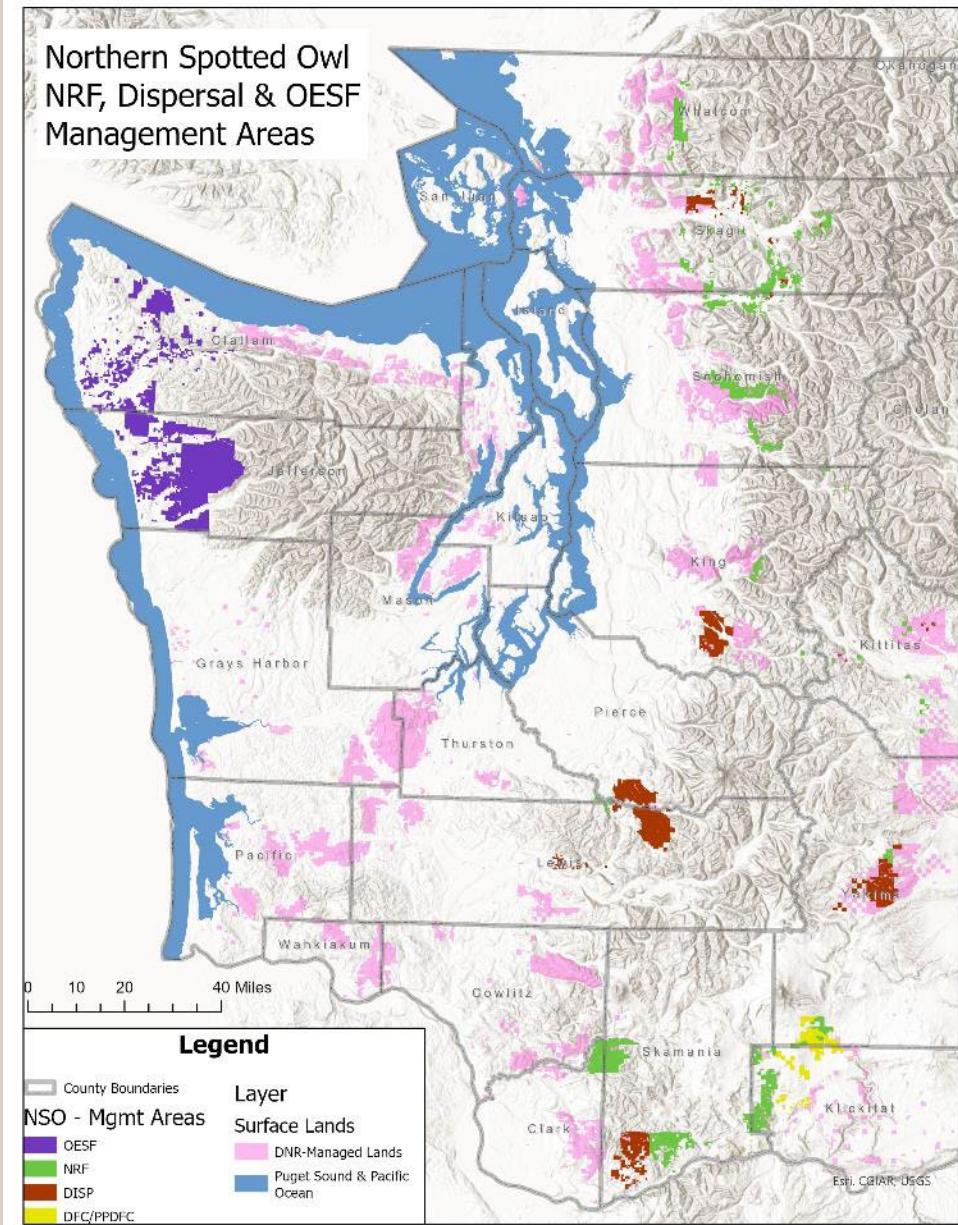 Northern Spotted Owl
NRF, Dispersal & OESF
Management Areas
Okanogan
Whatcom
San Juan
Skagit
Island
Clallam
Snohomish
Chelan
Jefferson
Kitsap
King
Mason
Kittitas
Grays Harbor
Pierce
Thurston
Pacific
Lewis
Yakima
Wahkiakum
Cowlitz
Skamania
Klickitat
Clark
0 10 20 40 Miles
Legend
County Boundaries
NSO - Mgmt Areas
OESF
NRF
DISP
DFC/PPDFC
Layer
Surface Lands
DNR-Managed Lands
Puget Sound & Pacific
Ocean
Esri, CGIAR, USGS